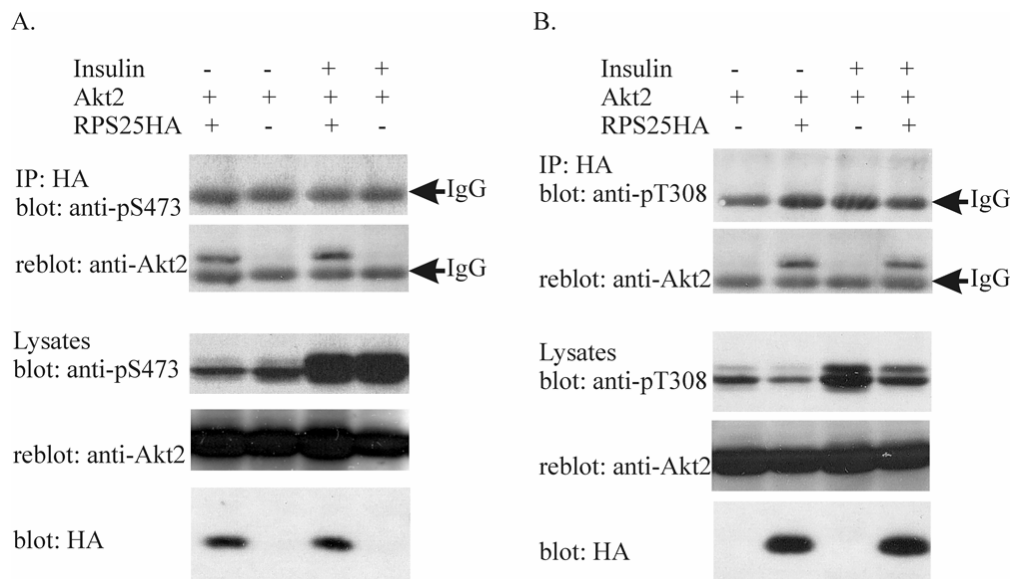 A.
Insulin - - + +
Akt2 + + + +
RPS25HA + - + -
IP: HA
blot: anti-pS473
IgG
reblot: anti-Akt2
IgG
Lysates
blot: anti-pS473
reblot: anti-Akt2
blot: HA
B.
Insulin - - + +
Akt2 + + + +
RPS25HA - + - +
IP: HA
blot: anti-pT308
IgG
reblot: anti-Akt2
IgG
Lysates
blot: anti-pT308
reblot: anti-Akt2
blot: HA